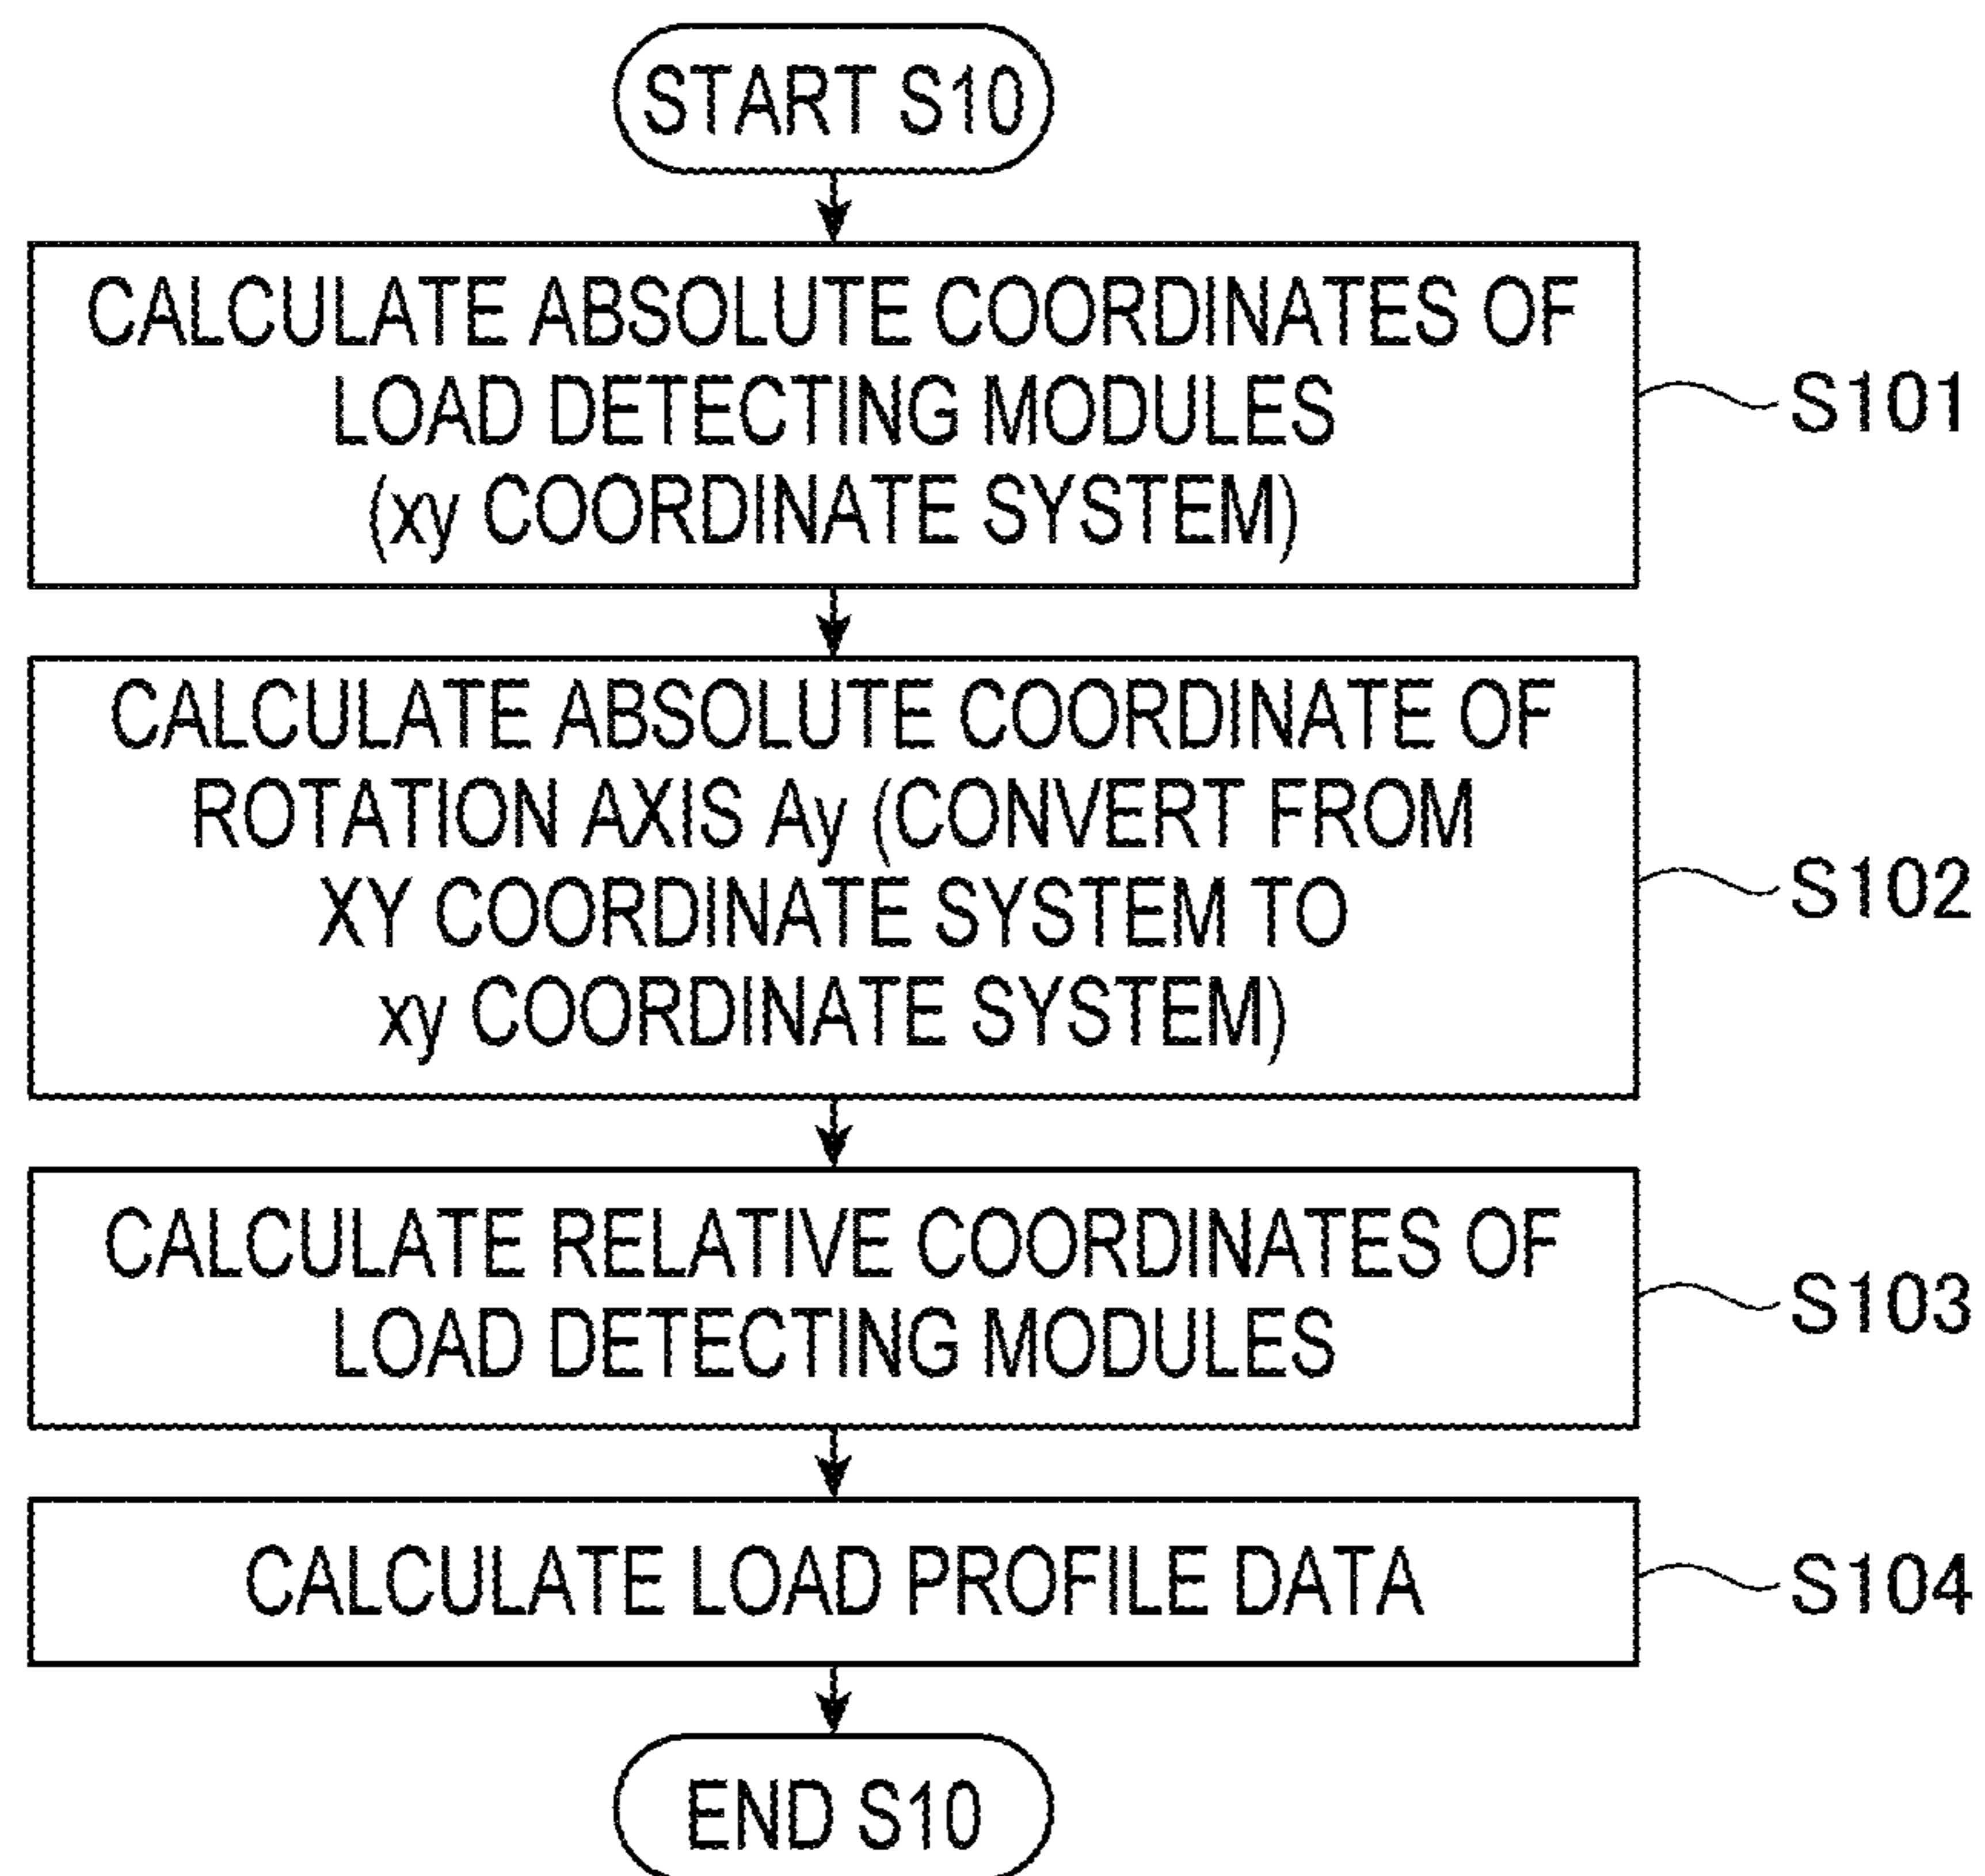 START S10
CALCULATE ABSOLUTE COORDINATES OF
LOAD DETECTING MODULES
(xy COORDINATE SYSTEM)
S101
CALCULATE ABSOLUTE COORDINATE OF
ROTATION AXIS Ay (CONVERT FROM
XY COORDINATE SYSTEM TO
xy COORDINATE SYSTEM)
S102
CALCULATE RELATIVE COORDINATES OF
LOAD DETECTING MODULES
S103
CALCULATE LOAD PROFILE DATA
S104
END S10